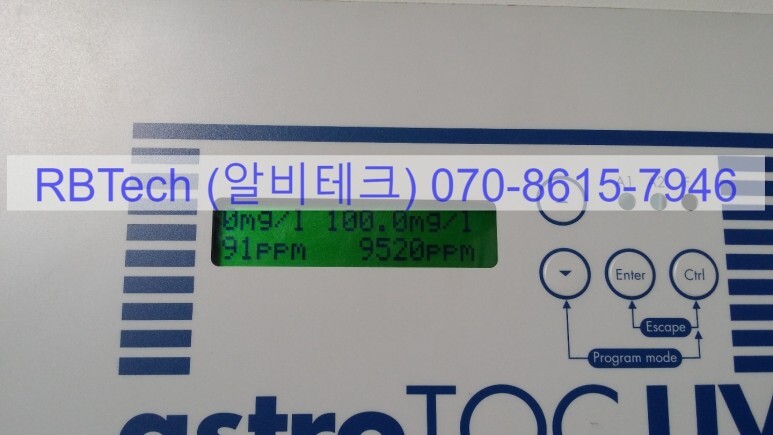 RBTech (알비테크) 070-8615-7946
0mg/l 100.0mg/l
91ppm 9520ppm
Enter
Ctrl
Escape
Program mode
astroTOC UV